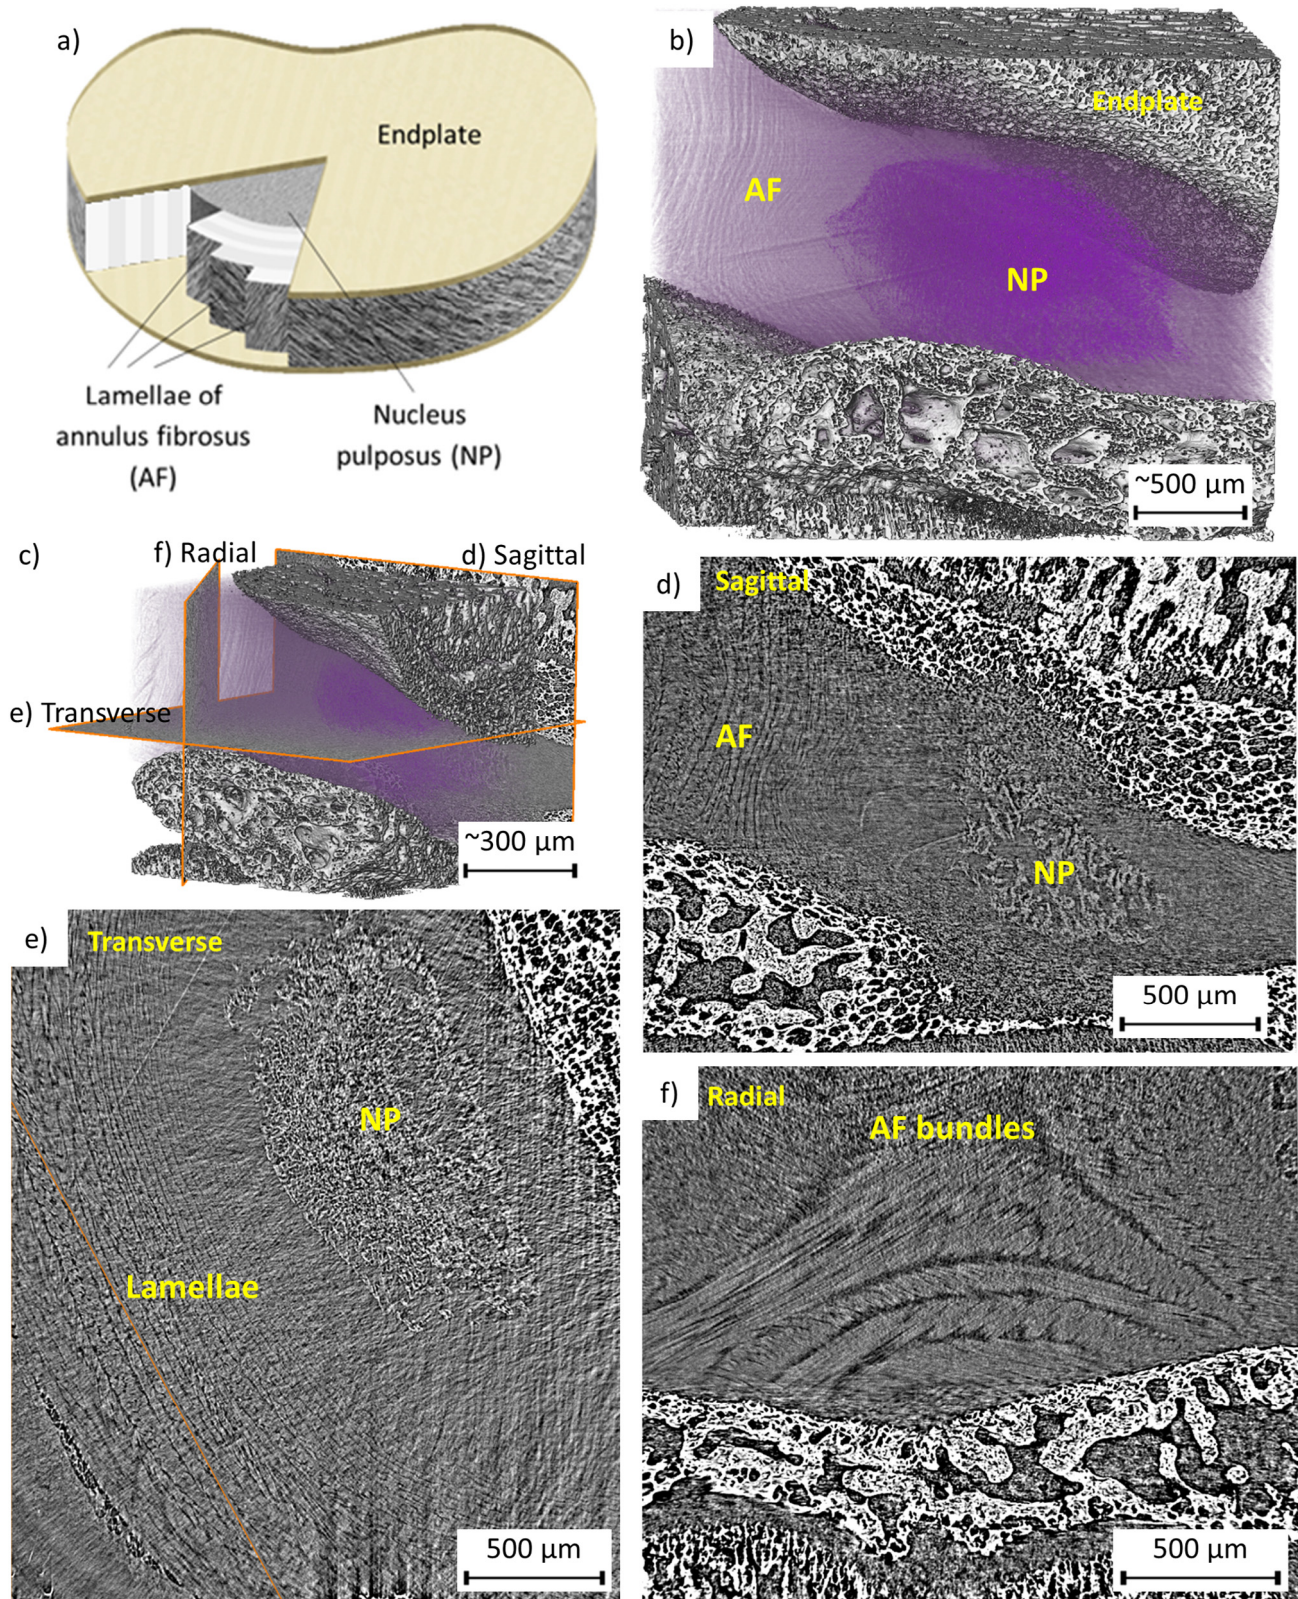 a)
Endplate
Lamellae of
annulus fibrosus
(AF)
Nucleus
pulposus (NP)
b)
Endplate
AF
NP
~500 µm
c)
f) Radial
d) Sagittal
e) Transverse
~300 µm
d)
Sagittal
AF
NP
500 µm
e)
Transverse
NP
Lamellae
500 µm
f)
Radial
AF bundles
500 µm